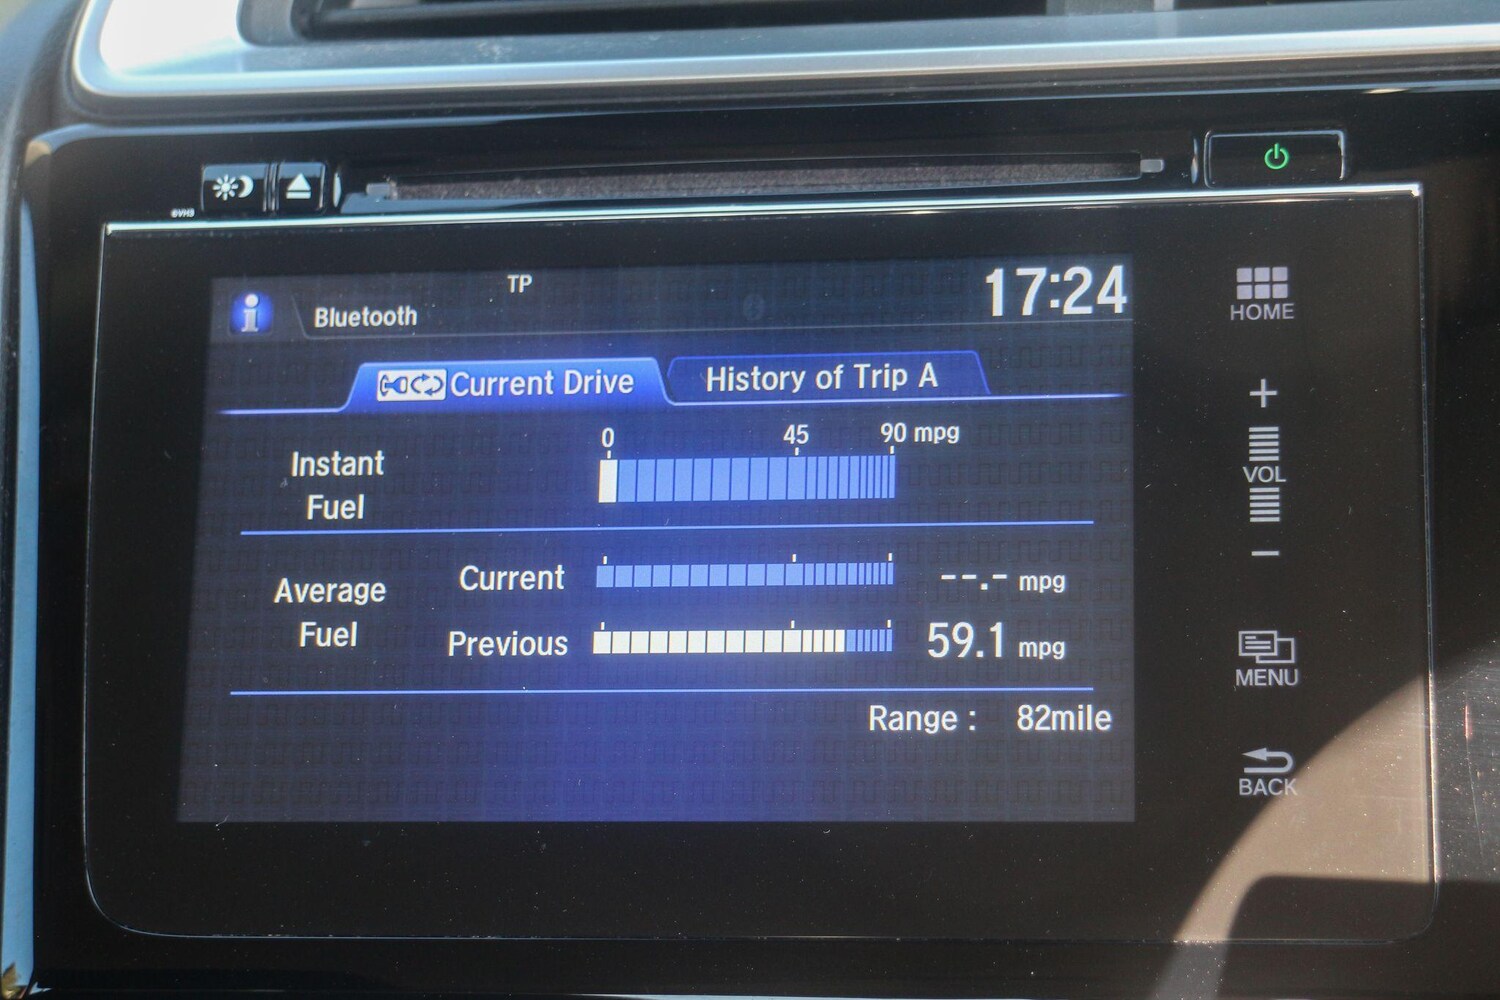 TP
17:24
i
Bluetooth
Current Drive
History of Trip A
0 45 90 mpg
Instant
Fuel
Average
Fuel
Current
--.- mpg
Previous
59.1 mpg
Range : 82mile
HOME
+
VOL
−
MENU
BACK